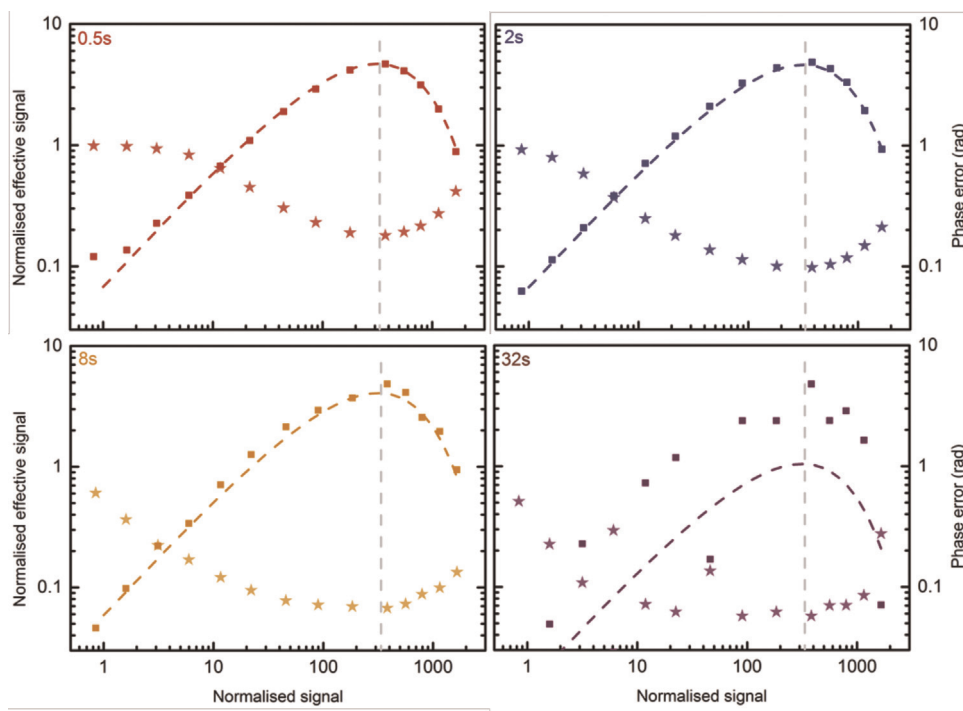 10
1
0.1
Normalised effective signal
0.5s
2s
10
1
0.1
Phase error (rad)
10
1
0.1
Normalised effective signal
8s
1
10
100
1000
Normalised signal
32s
1
10
100
1000
Normalised signal
10
1
0.1
Phase error (rad)